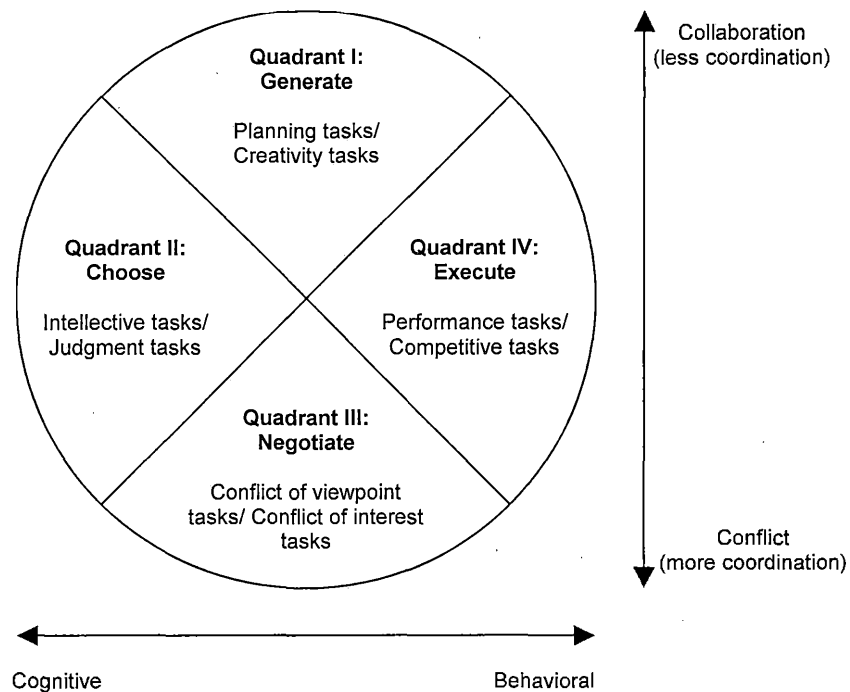 Quadrant I:
Generate
Planning tasks/
Creativity tasks
Quadrant II:
Choose
Intellective tasks/
Judgment tasks
Quadrant IV:
Execute
Performance tasks/
Competitive tasks
Quadrant III:
Negotiate
Conflict of viewpoint
tasks/ Conflict of interest
tasks
Collaboration
(less coordination)
Conflict
(more coordination)
Cognitive
Behavioral